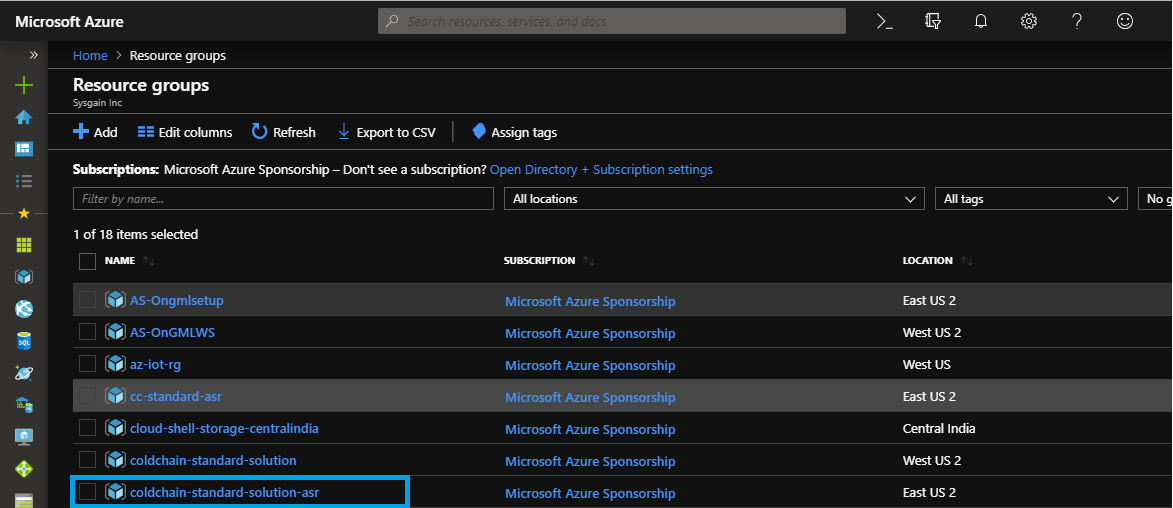 Microsoft Azure
Search resources, services, and docs
Home > Resource groups
Resource groups
Sysgain Inc
Add Edit columns Refresh Export to CSV Assign tags
Subscriptions: Microsoft Azure Sponsorship – Don't see a subscription? Open Directory + Subscription settings
Filter by name... All locations All tags No g
1 of 18 items selected
NAME SUBSCRIPTION LOCATION
AS-Ongmlsetup Microsoft Azure Sponsorship East US 2
AS-OnGMLWS Microsoft Azure Sponsorship West US 2
az-iot-rg Microsoft Azure Sponsorship West US
cc-standard-asr Microsoft Azure Sponsorship East US 2
cloud-shell-storage-centralindia Microsoft Azure Sponsorship Central India
coldchain-standard-solution Microsoft Azure Sponsorship West US 2
coldchain-standard-solution-asr Microsoft Azure Sponsorship East US 2
SQL